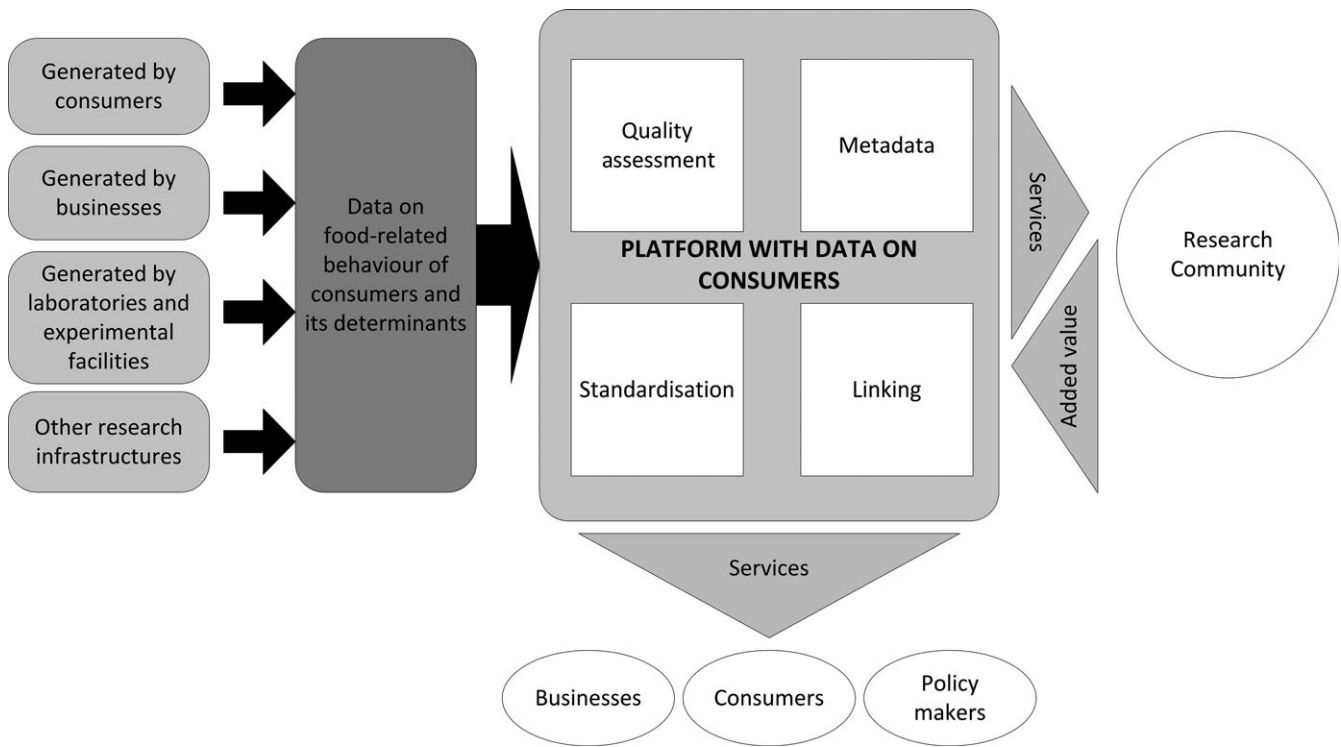 Generated by
consumers
Generated by
businesses
Generated by
laboratories and
experimental
facilities
Other research
infrastructures
Data on
food-related
behaviour of
consumers and
its determinants
Quality
assessment
Metadata
PLATFORM WITH DATA ON
CONSUMERS
Standardisation
Linking
Services
Added value
Research
Community
Services
Businesses
Consumers
Policy
makers